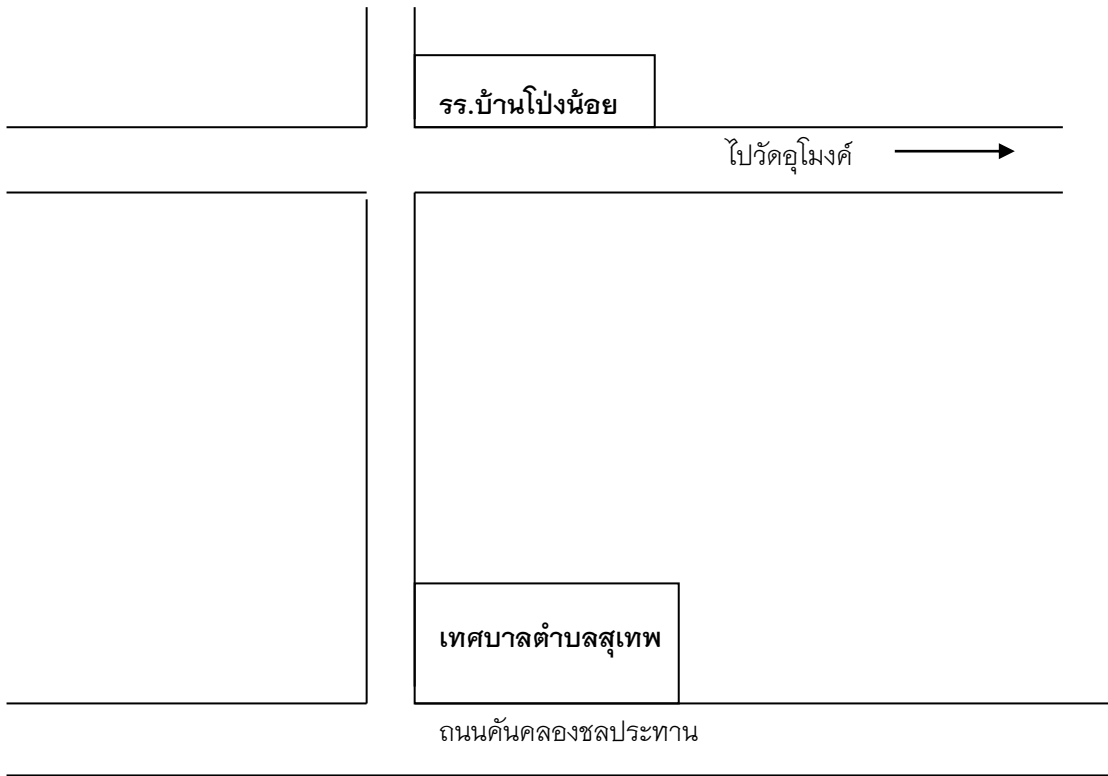 รร.บ้านโป่งน้อย
ไปวัดอุโมงค์
เทศบาลตำบลสุเทพ
ถนนคันคลองชลประทาน